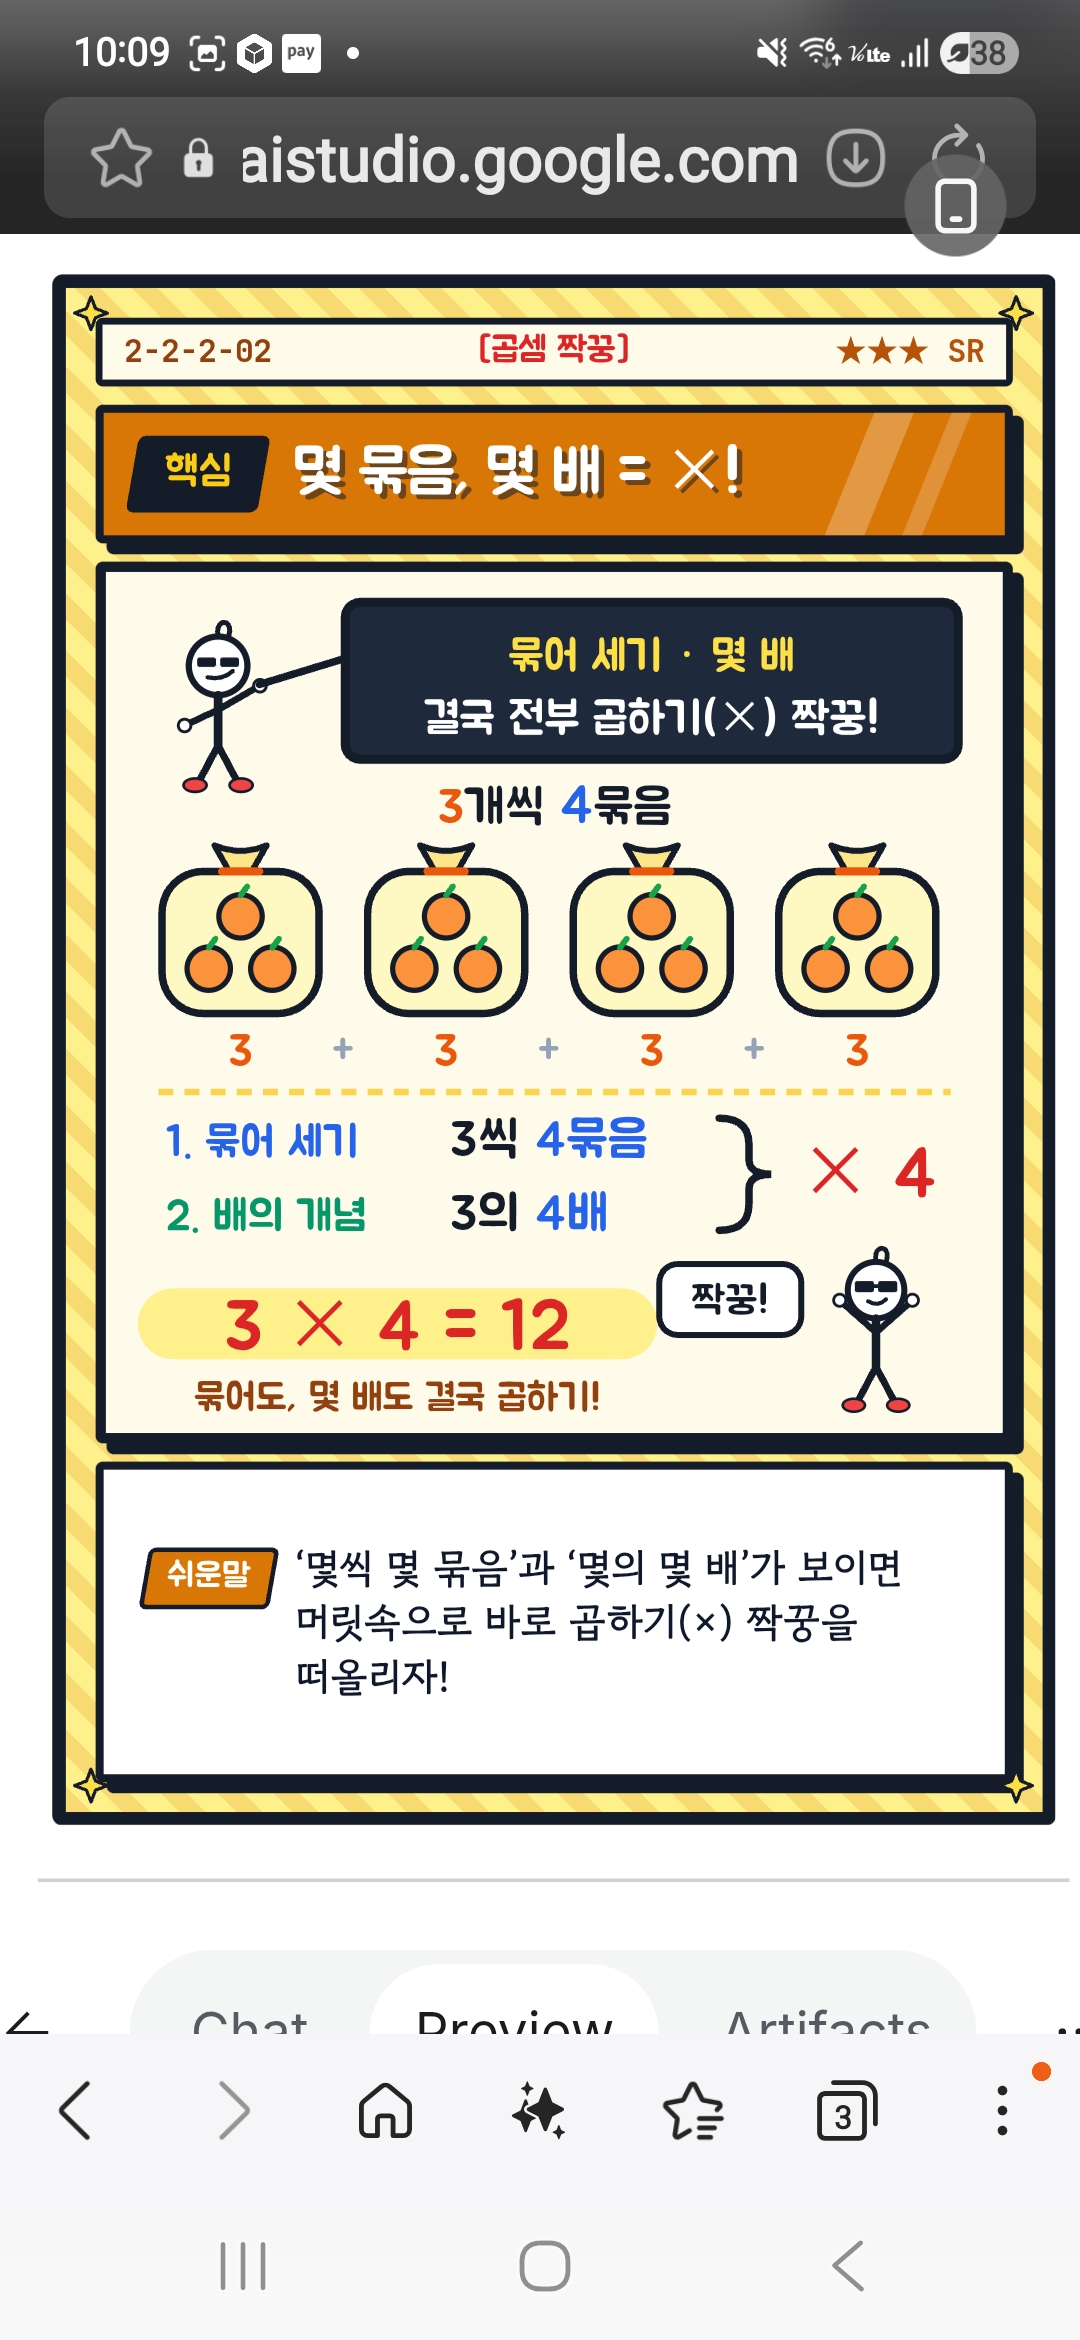 10:09
pay
VoLte
6
38
aistudio.google.com
2-2-2-02 [곱셈 짝꿍] ★★★ SR
핵심 몇 묶음, 몇 배 = ×!
묶어 세기 · 몇 배
결국 전부 곱하기(×) 짝꿍!
3개씩 4묶음
3 + 3 + 3 + 3
1. 묶어 세기 3씩 4묶음
2. 배의 개념 3의 4배
× 4
짝꿍!
3 × 4 = 12
묶어도, 몇 배도 결국 곱하기!
쉬운말 ‘몇씩 몇 묶음’과 ‘몇의 몇 배’가 보이면
머릿속으로 바로 곱하기(×) 짝꿍을
떠올리자!
Chat Preview Artifacts
3